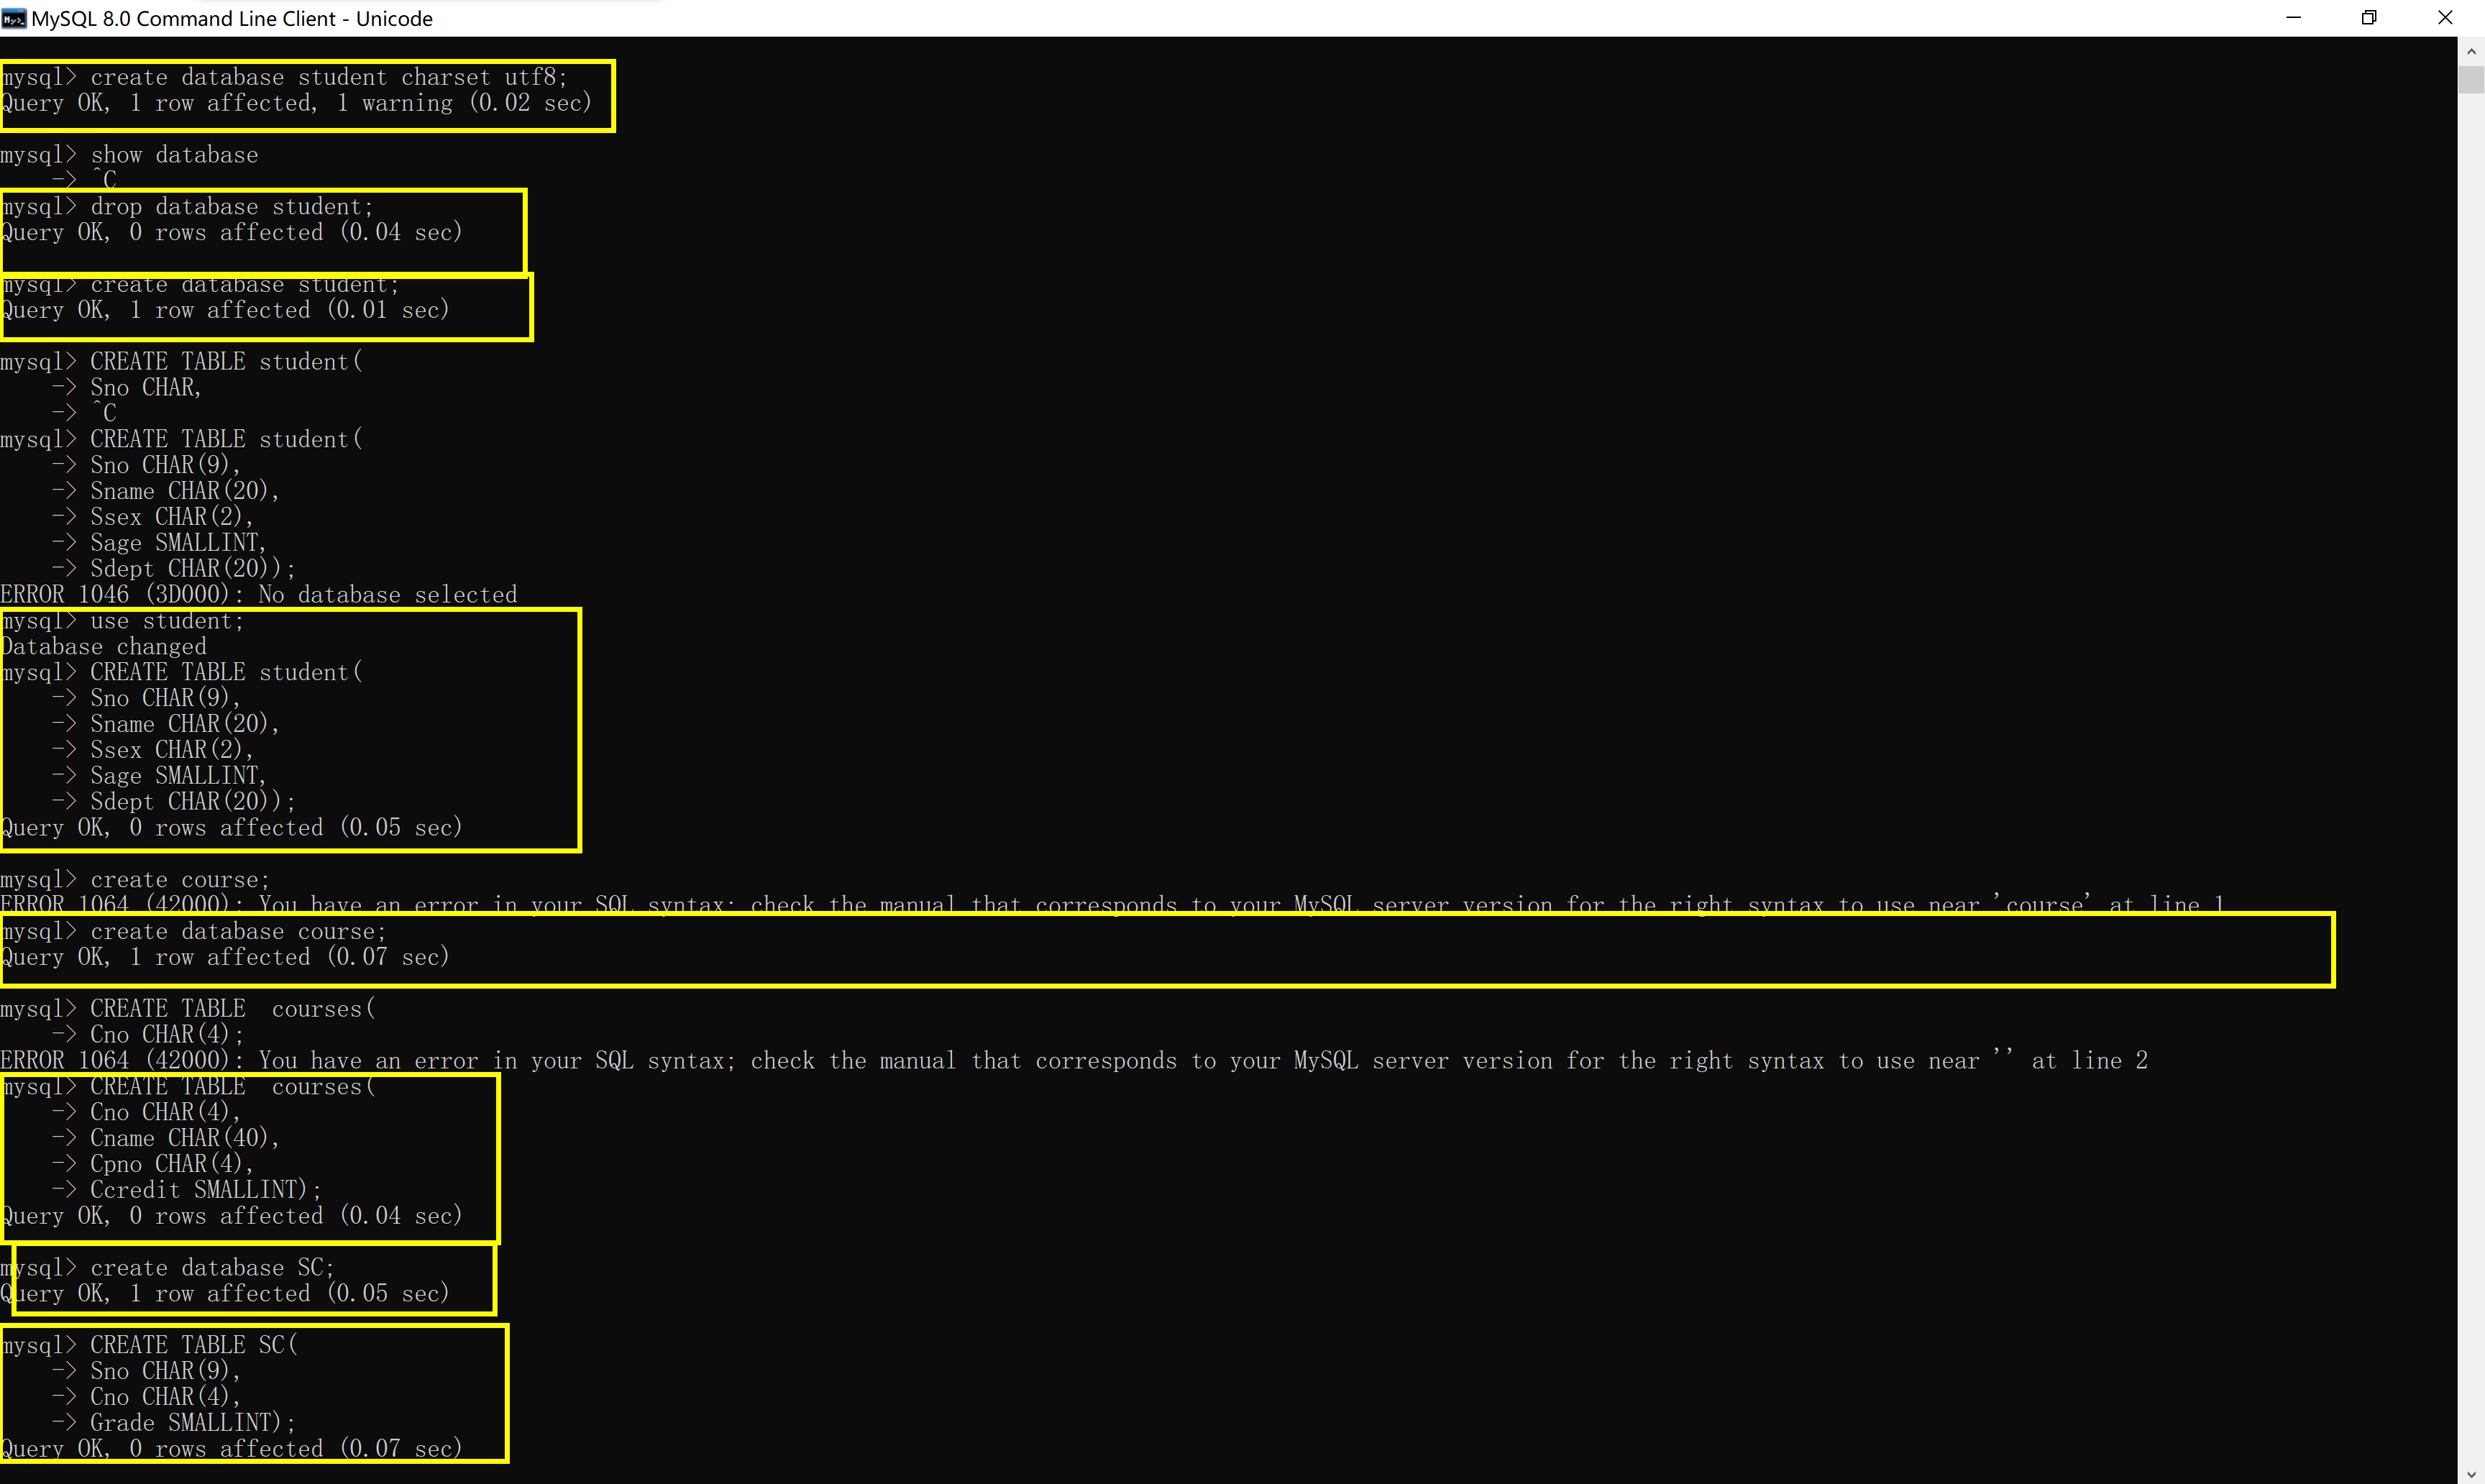 MySQL 8.0 Command Line Client - Unicode
mysql> create database student charset utf8;
Query OK, 1 row affected, 1 warning (0.02 sec)
mysql> show database
    -> ^C
mysql> drop database student;
Query OK, 0 rows affected (0.04 sec)
mysql> create database student;
Query OK, 1 row affected (0.01 sec)
mysql> CREATE TABLE student(
    -> Sno CHAR,
    -> ^C
mysql> CREATE TABLE student(
    -> Sno CHAR(9),
    -> Sname CHAR(20),
    -> Ssex CHAR(2),
    -> Sage SMALLINT,
    -> Sdept CHAR(20));
ERROR 1046 (3D000): No database selected
mysql> use student;
Database changed
mysql> CREATE TABLE student(
    -> Sno CHAR(9),
    -> Sname CHAR(20),
    -> Ssex CHAR(2),
    -> Sage SMALLINT,
    -> Sdept CHAR(20));
Query OK, 0 rows affected (0.05 sec)
mysql> create course;
ERROR 1064 (42000): You have an error in your SQL syntax; check the manual that corresponds to your MySQL server version for the right syntax to use near 'course' at line 1
mysql> create database course;
Query OK, 1 row affected (0.07 sec)
mysql> CREATE TABLE  courses(
    -> Cno CHAR(4);
ERROR 1064 (42000): You have an error in your SQL syntax; check the manual that corresponds to your MySQL server version for the right syntax to use near '' at line 2
mysql> CREATE TABLE  courses(
    -> Cno CHAR(4),
    -> Cname CHAR(40),
    -> Cpno CHAR(4),
    -> Ccredit SMALLINT);
Query OK, 0 rows affected (0.04 sec)
mysql> create database SC;
Query OK, 1 row affected (0.05 sec)
mysql> CREATE TABLE SC(
    -> Sno CHAR(9),
    -> Cno CHAR(4),
    -> Grade SMALLINT);
Query OK, 0 rows affected (0.07 sec)